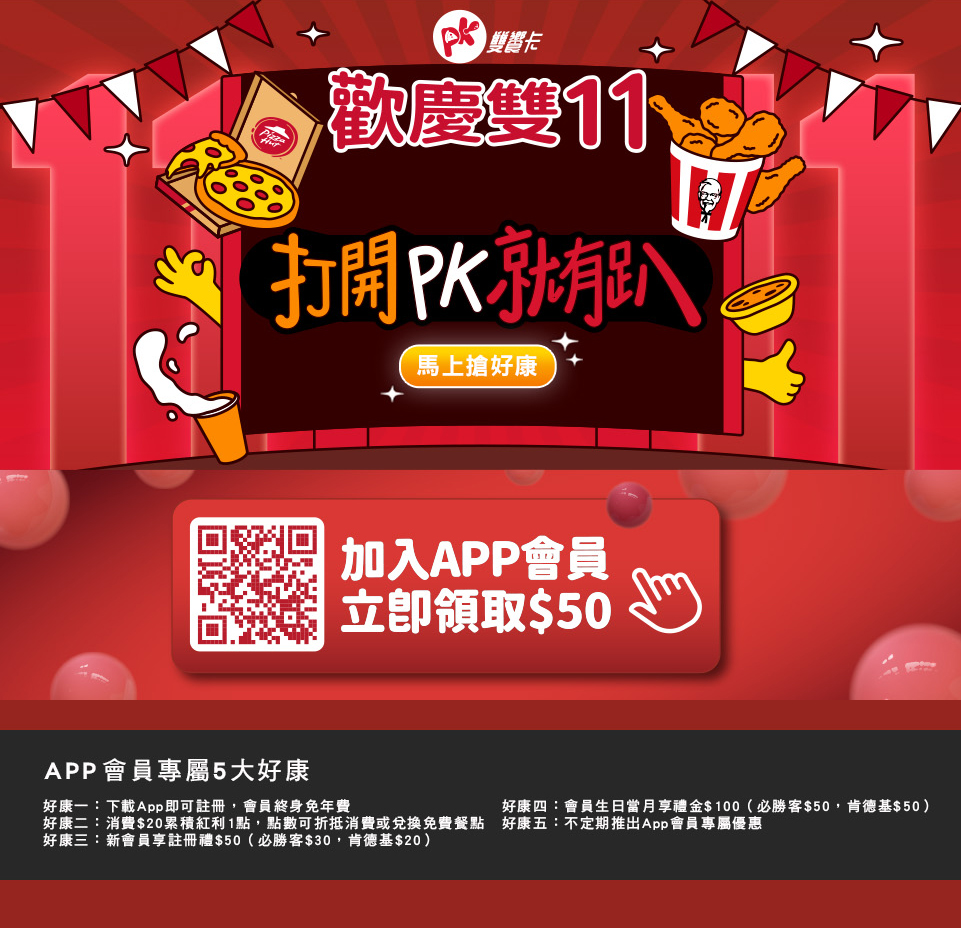 PK 雙饗卡
歡慶雙11
Pizza Hut
打開PK就有趴
馬上搶好康
加入APP會員
立即領取$50
APP會員專屬5大好康
好康一：下載App即可註冊，會員終身免年費
好康二：消費$20累積紅利1點，點數可折抵消費或兌換免費餐點
好康三：新會員享註冊禮$50（必勝客$30，肯德基$20）
好康四：會員生日當月享禮金$100（必勝客$50，肯德基$50）
好康五：不定期推出App會員專屬優惠